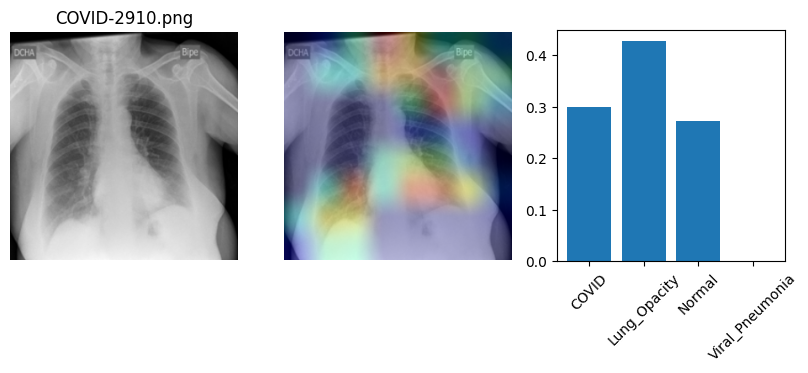 COVID-2910.png
DCHA
Bipe
DCHA
Bipe
0.4
0.3
0.2
0.1
0.0
COVID
Lung_Opacity
Normal
Viral_Pneumonia